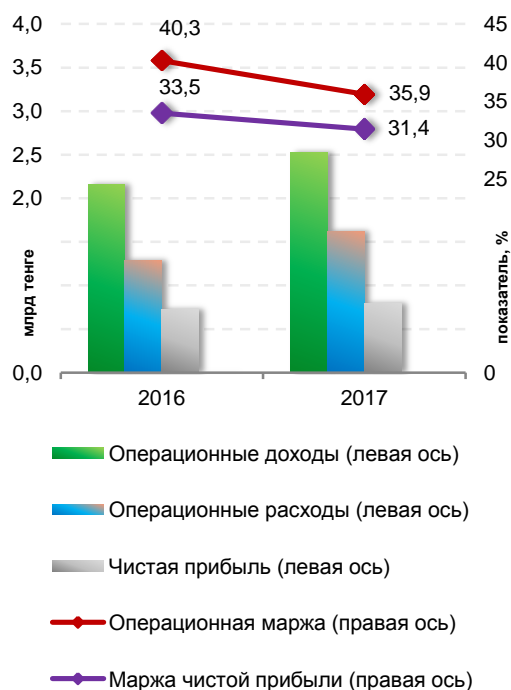 4,0
3,5
3,0
2,5
2,0
0,0
млрд тенге
40,3
33,5
35,9
31,4
45
40
35
30
25
0
показатель, %
2016
2017
Операционные доходы (левая ось)
Операционные расходы (левая ось)
Чистая прибыль (левая ось)
Операционная маржа (правая ось)
Маржа чистой прибыли (правая ось)